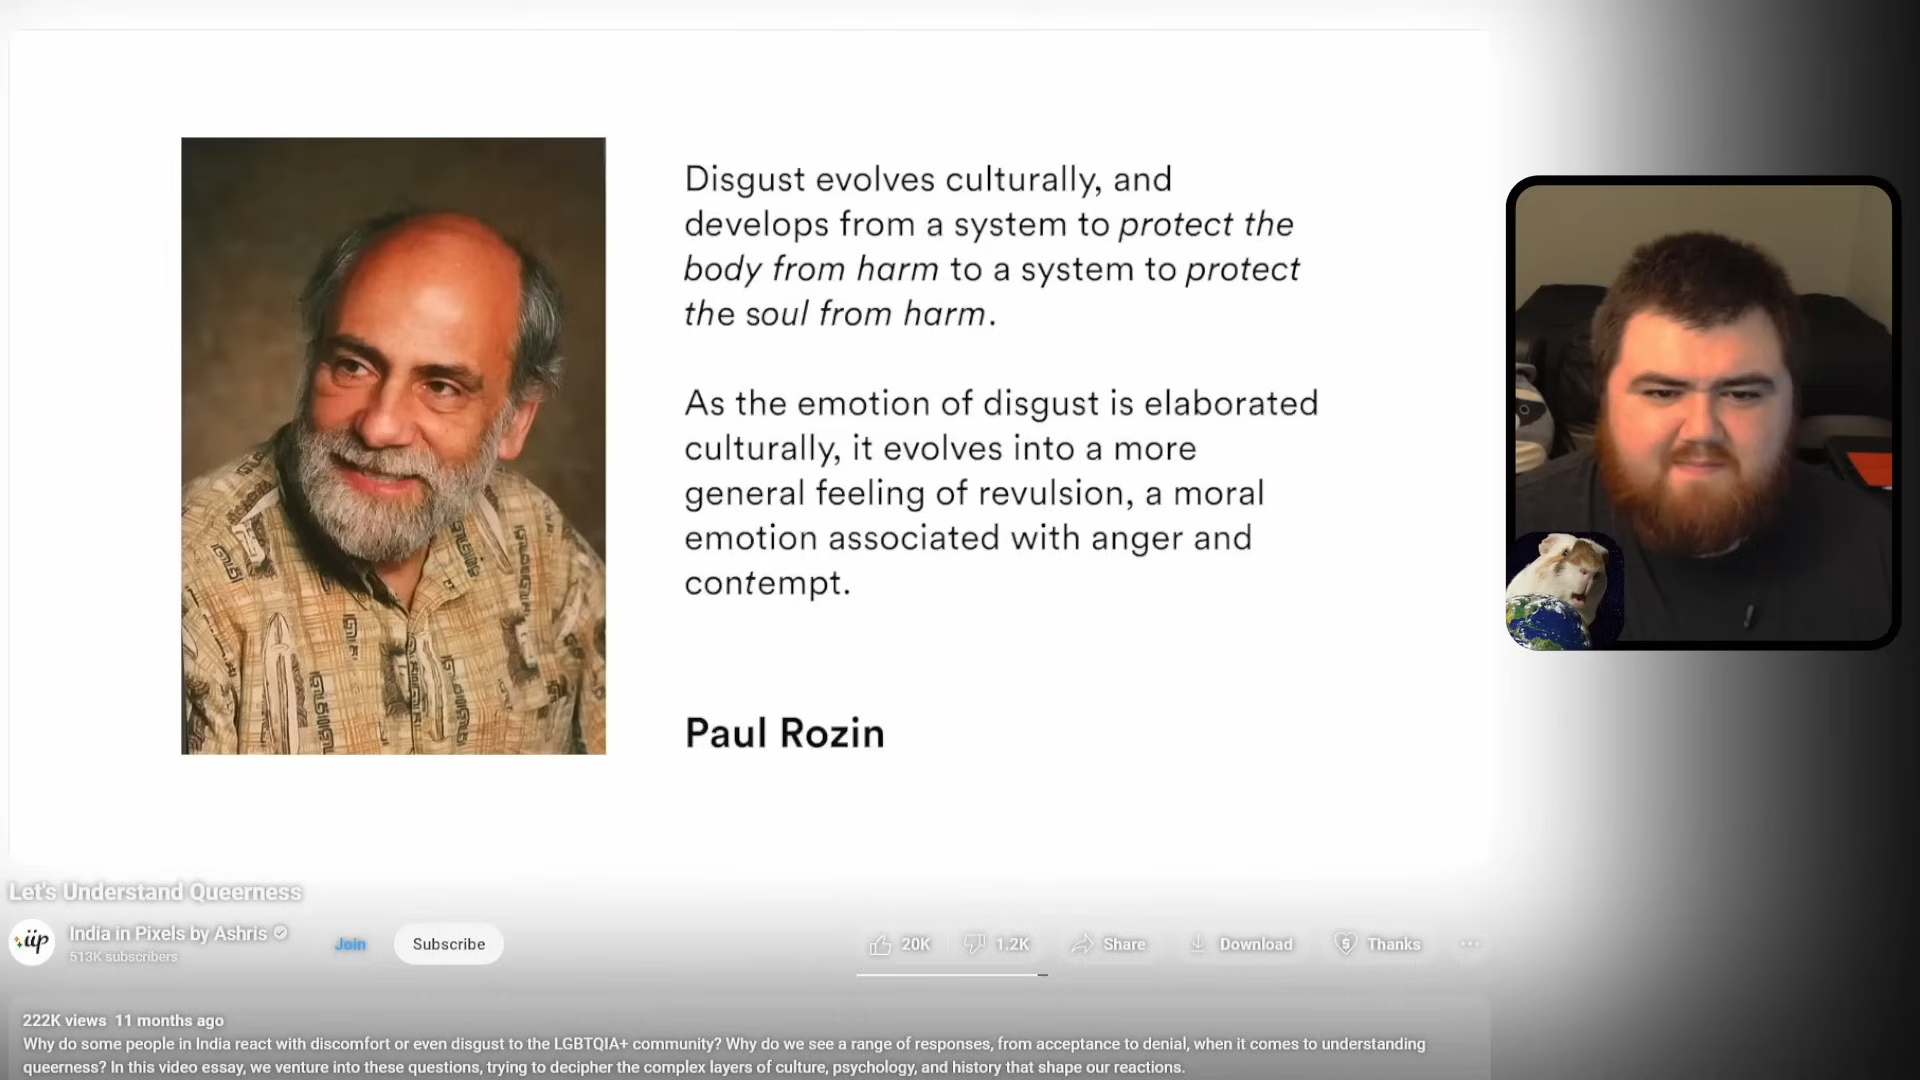 Disgust evolves culturally, and
develops from a system to protect the
body from harm to a system to protect
the soul from harm.
As the emotion of disgust is elaborated
culturally, it evolves into a more
general feeling of revulsion, a moral
emotion associated with anger and
contempt.
Paul Rozin
Let's Understand Queerness
iip
India in Pixels by Ashris
513K subscribers
Join
Subscribe
20K
1.2K
Share
Download
Thanks
222K views 11 months ago
Why do some people in India react with discomfort or even disgust to the LGBTQIA+ community? Why do we see a range of responses, from acceptance to denial, when it comes to understanding
queerness? In this video essay, we venture into these questions, trying to decipher the complex layers of culture, psychology, and history that shape our reactions.